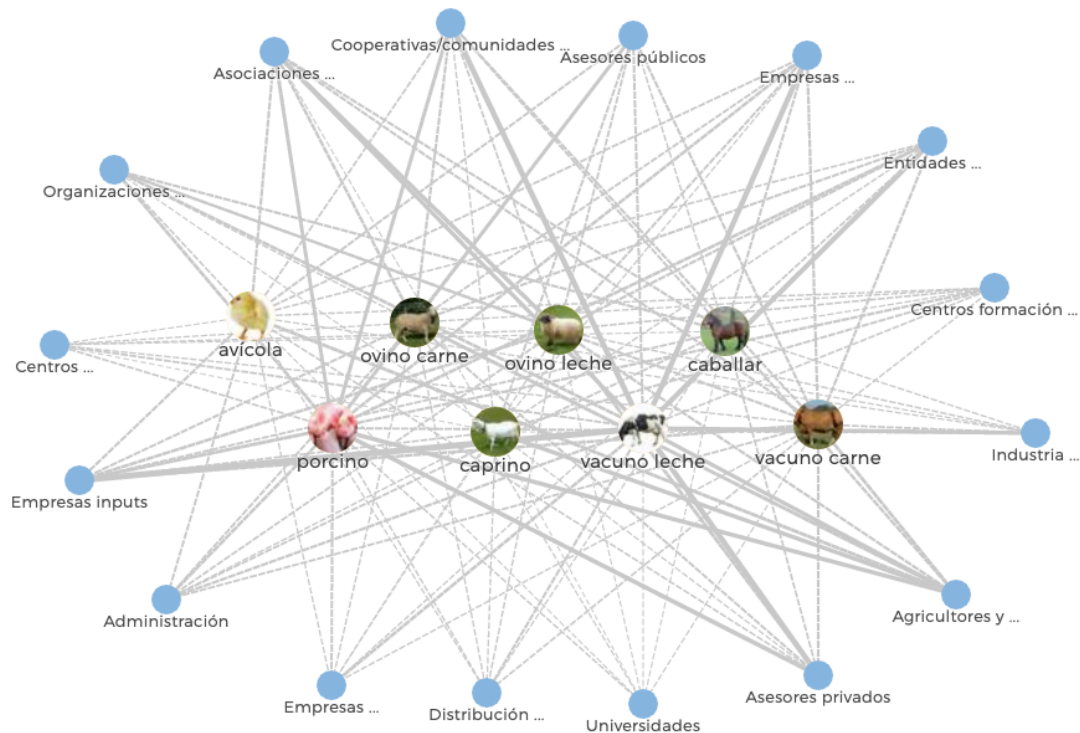 Cooperativas/comunidades ...
Asesores públicos
Asociaciones ...
Empresas ...
Entidades ...
Organizaciones ...
Centros formación ...
avícola
ovino carne
ovino leche
caballar
Centros ...
porcino
caprino
vacuno leche
vacuno carne
Industria ...
Empresas inputs
Administración
Agricultores y ...
Asesores privados
Empresas ...
Distribución ...
Universidades